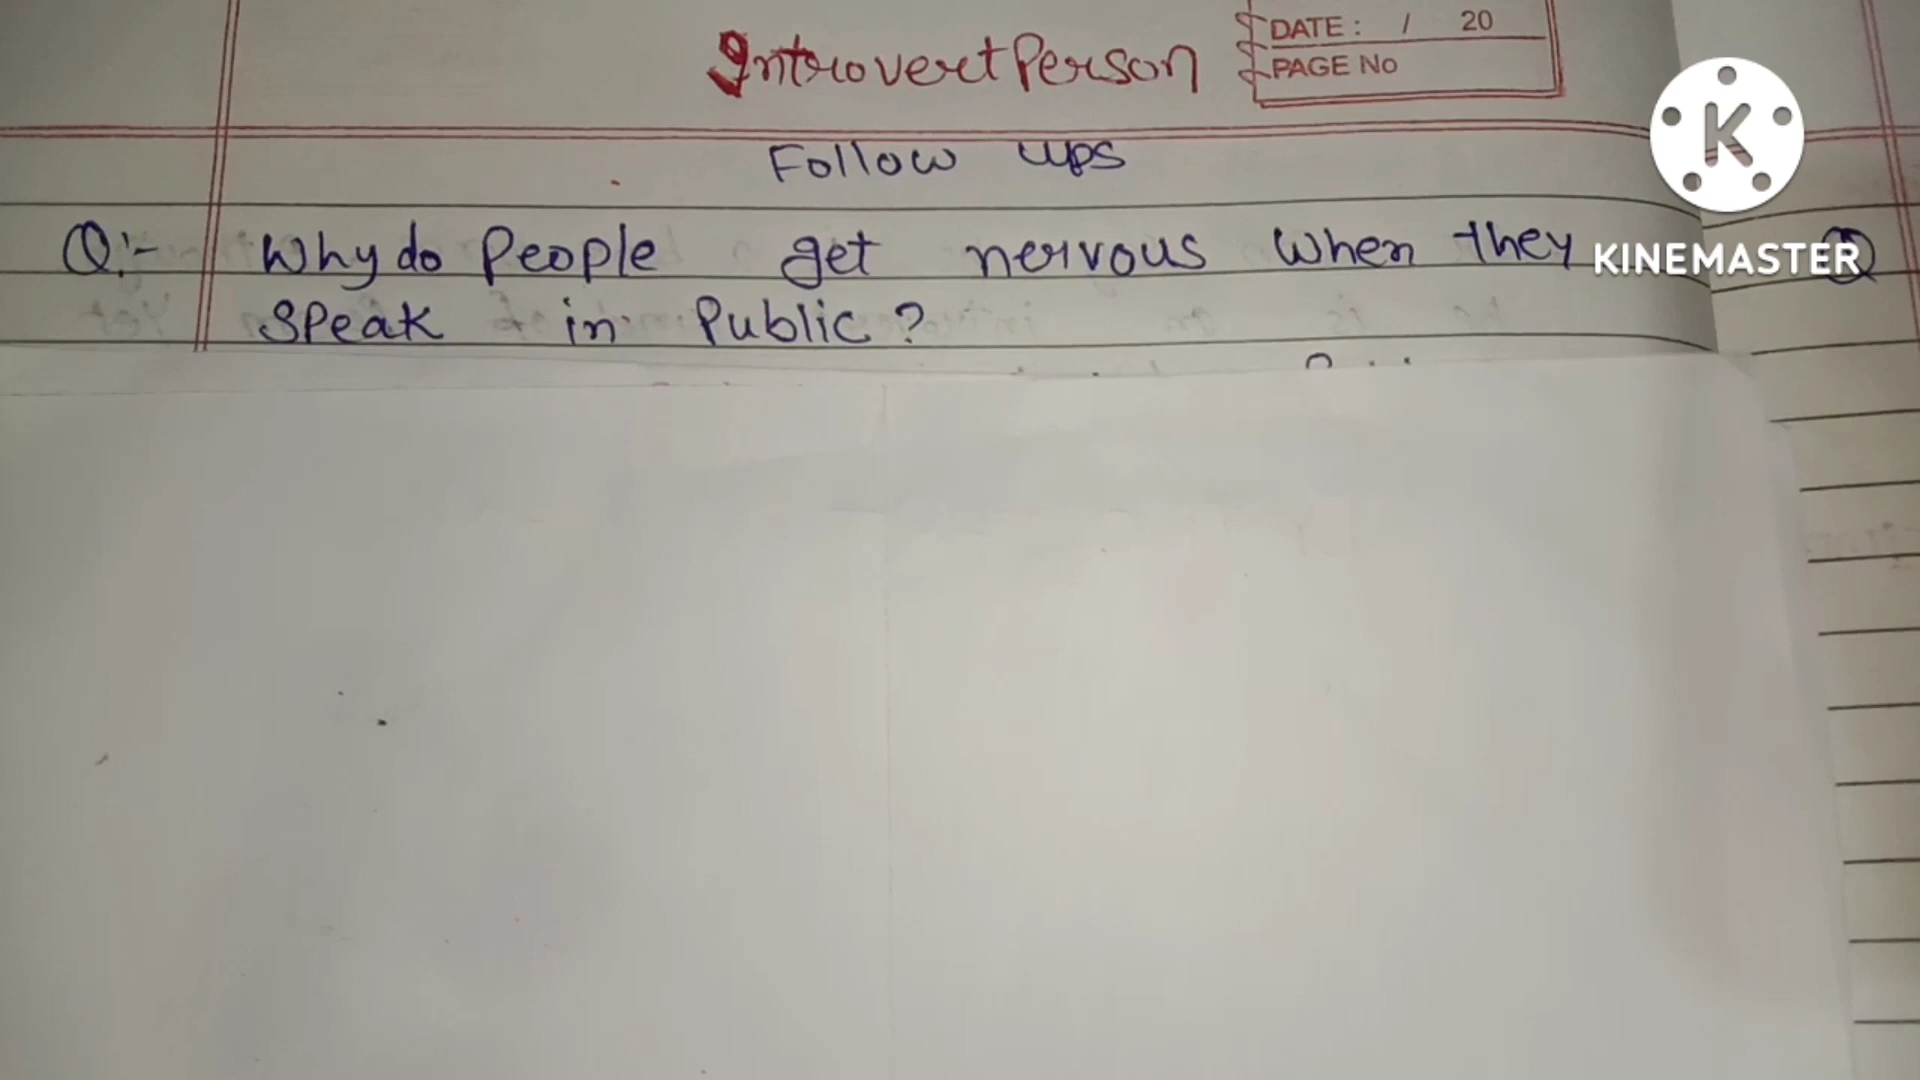 Introvert Person
DATE: / 20
PAGE No
Follow ups
Q:- Why do People get nervous when they
Speak in Public?
K
KINEMASTER
Q